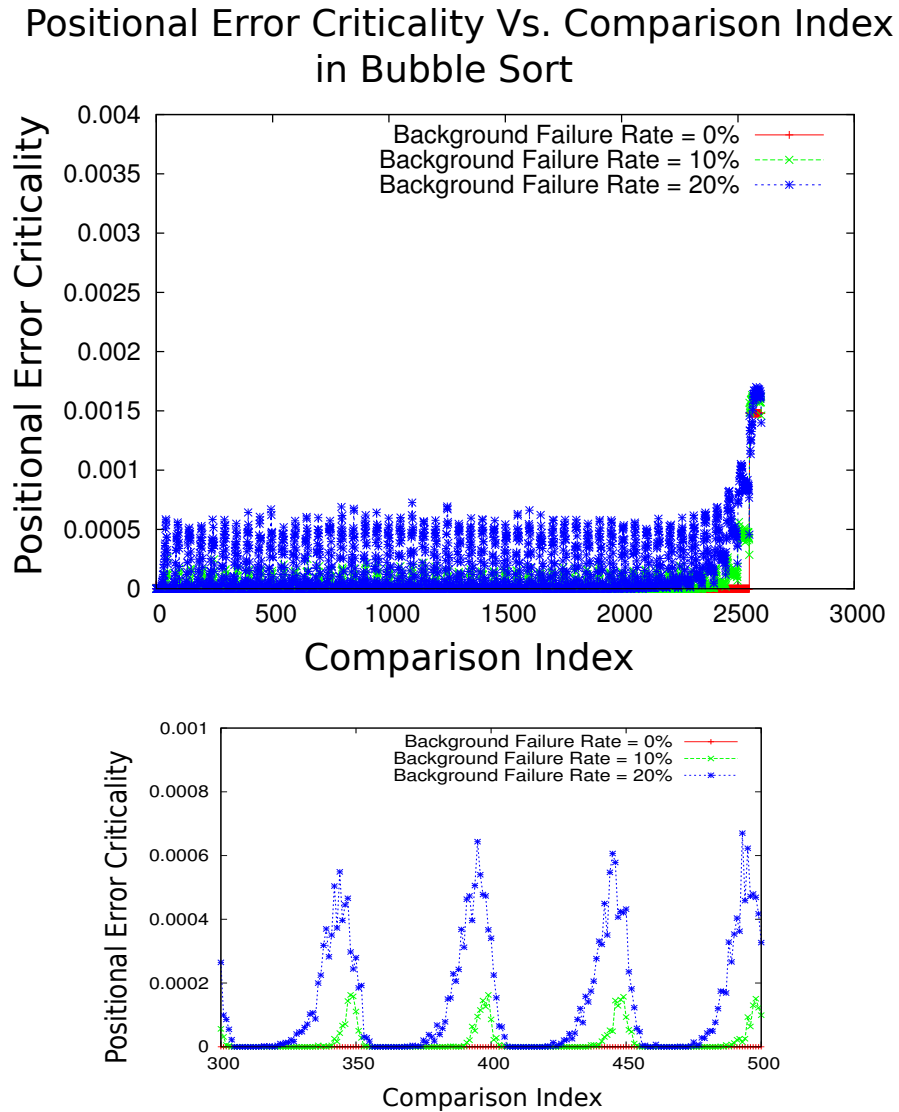 Positional Error Criticality Vs. Comparison Index
in Bubble Sort
Positional Error Criticality
0.004
0.0035
0.003
0.0025
0.002
0.0015
0.001
0.0005
0
Background Failure Rate = 0%
Background Failure Rate = 10%
Background Failure Rate = 20%
0 500 1000 1500 2000 2500 3000
Comparison Index
Positional Error Criticality
0.001
0.0008
0.0006
0.0004
0.0002
0
Background Failure Rate = 0%
Background Failure Rate = 10%
Background Failure Rate = 20%
300 350 400 450 500
Comparison Index